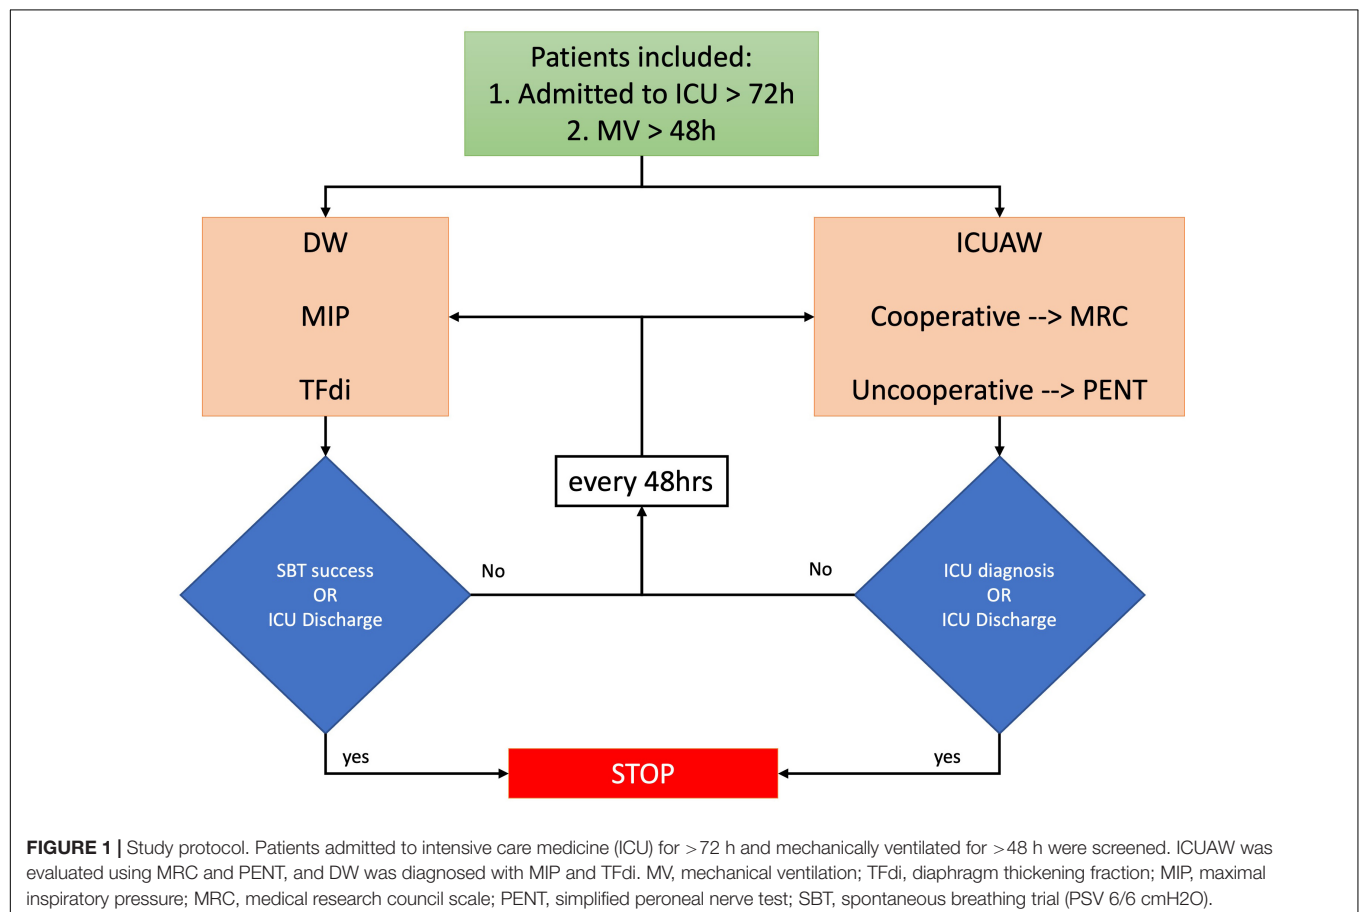 Patients included:
1. Admitted to ICU > 72h
2. MV > 48h
DW
MIP
TFdi
ICUAW
Cooperative --> MRC
Uncooperative --> PENT
every 48hrs
SBT success
OR
ICU Discharge
No
No
ICU diagnosis
OR
ICU Discharge
yes
STOP
yes
FIGURE 1 | Study protocol. Patients admitted to intensive care medicine (ICU) for >72 h and mechanically ventilated for >48 h were screened. ICUAW was
evaluated using MRC and PENT, and DW was diagnosed with MIP and TFdi. MV, mechanical ventilation; TFdi, diaphragm thickening fraction; MIP, maximal
inspiratory pressure; MRC, medical research council scale; PENT, simplified peroneal nerve test; SBT, spontaneous breathing trial (PSV 6/6 cmH2O).